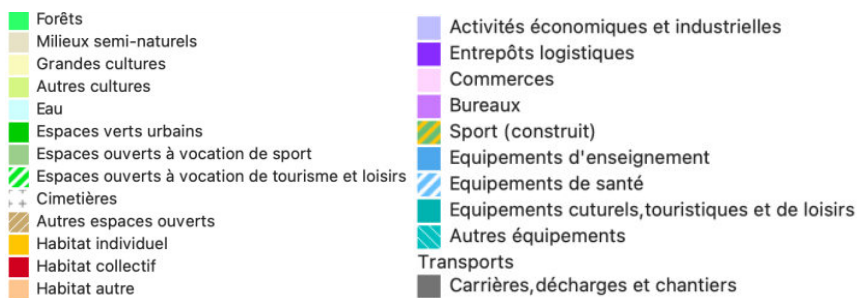 Forêts
Milieux semi-naturels
Grandes cultures
Autres cultures
Eau
Espaces verts urbains
Espaces ouverts à vocation de sport
Espaces ouverts à vocation de tourisme et loisirs
Cimetières
Autres espaces ouverts
Habitat individuel
Habitat collectif
Habitat autre
Activités économiques et industrielles
Entrepôts logistiques
Commerces
Bureaux
Sport (construit)
Equipements d'enseignement
Equipements de santé
Equipements cuturels,touristiques et de loisirs
Autres équipements
Transports
Carrières,décharges et chantiers